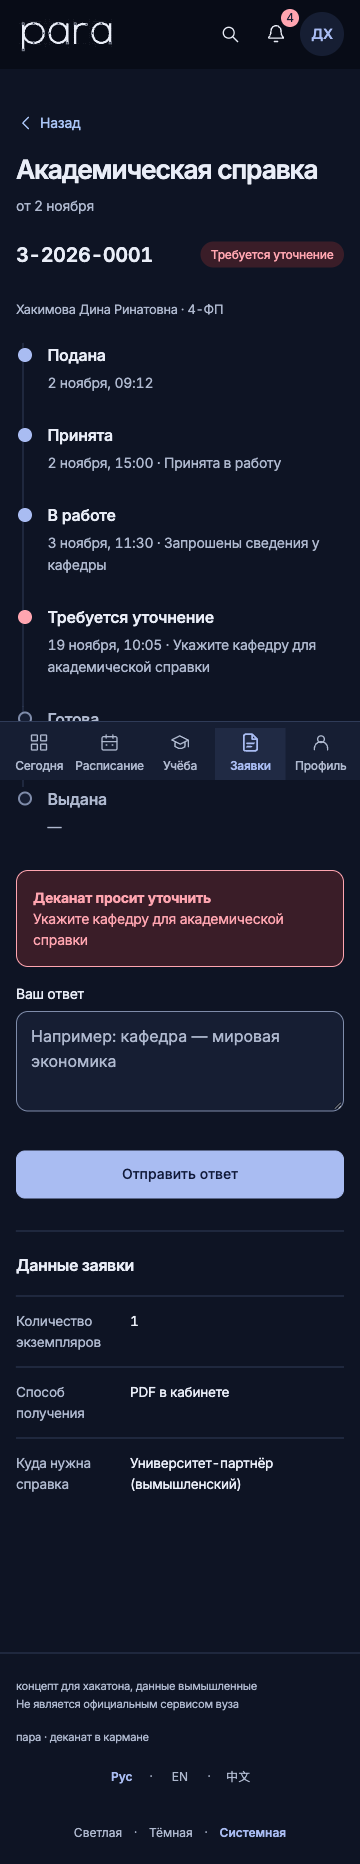 para
4
ДХ
Назад
Академическая справка
от 2 ноября
3-2026-0001
Требуется уточнение
Хакимова Дина Ринатовна · 4-ФП
Подана
2 ноября, 09:12
Принята
2 ноября, 15:00 · Принята в работу
В работе
3 ноября, 11:30 · Запрошены сведения у
кафедры
Требуется уточнение
19 ноября, 10:05 · Укажите кафедру для
академической справки
Готова
Сегодня Расписание Учёба Заявки Профиль
Выдана
—
Деканат просит уточнить
Укажите кафедру для академической
справки
Ваш ответ
Например: кафедра — мировая
экономика
Отправить ответ
Данные заявки
Количество 1
экземпляров
Способ PDF в кабинете
получения
Куда нужна Университет-партнёр
справка (вымышленский)
концепт для хакатона, данные вымышленные
Не является официальным сервисом вуза
пара · деканат в кармане
Рус · EN · 中文
Светлая · Тёмная · Системная